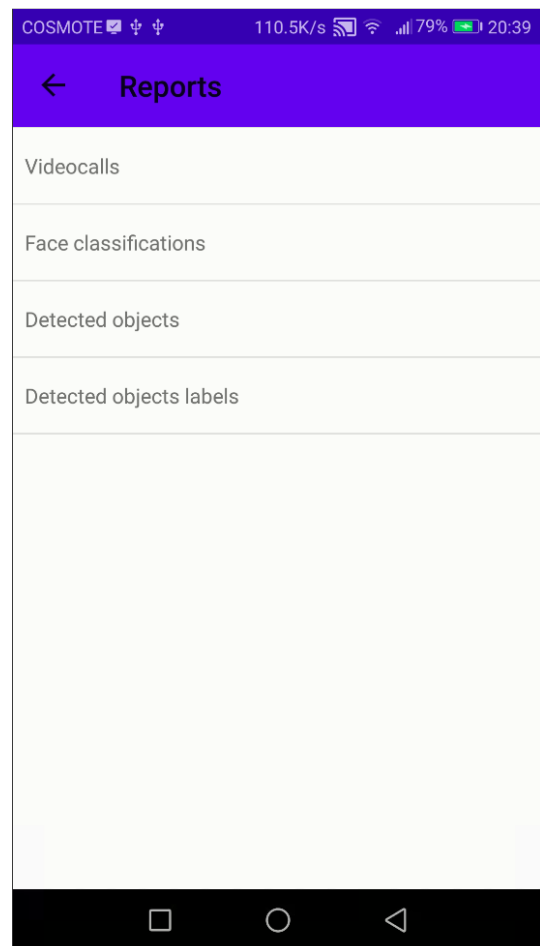 COSMOTE 110.5K/s 79% 20:39
Reports
Videocalls
Face classifications
Detected objects
Detected objects labels